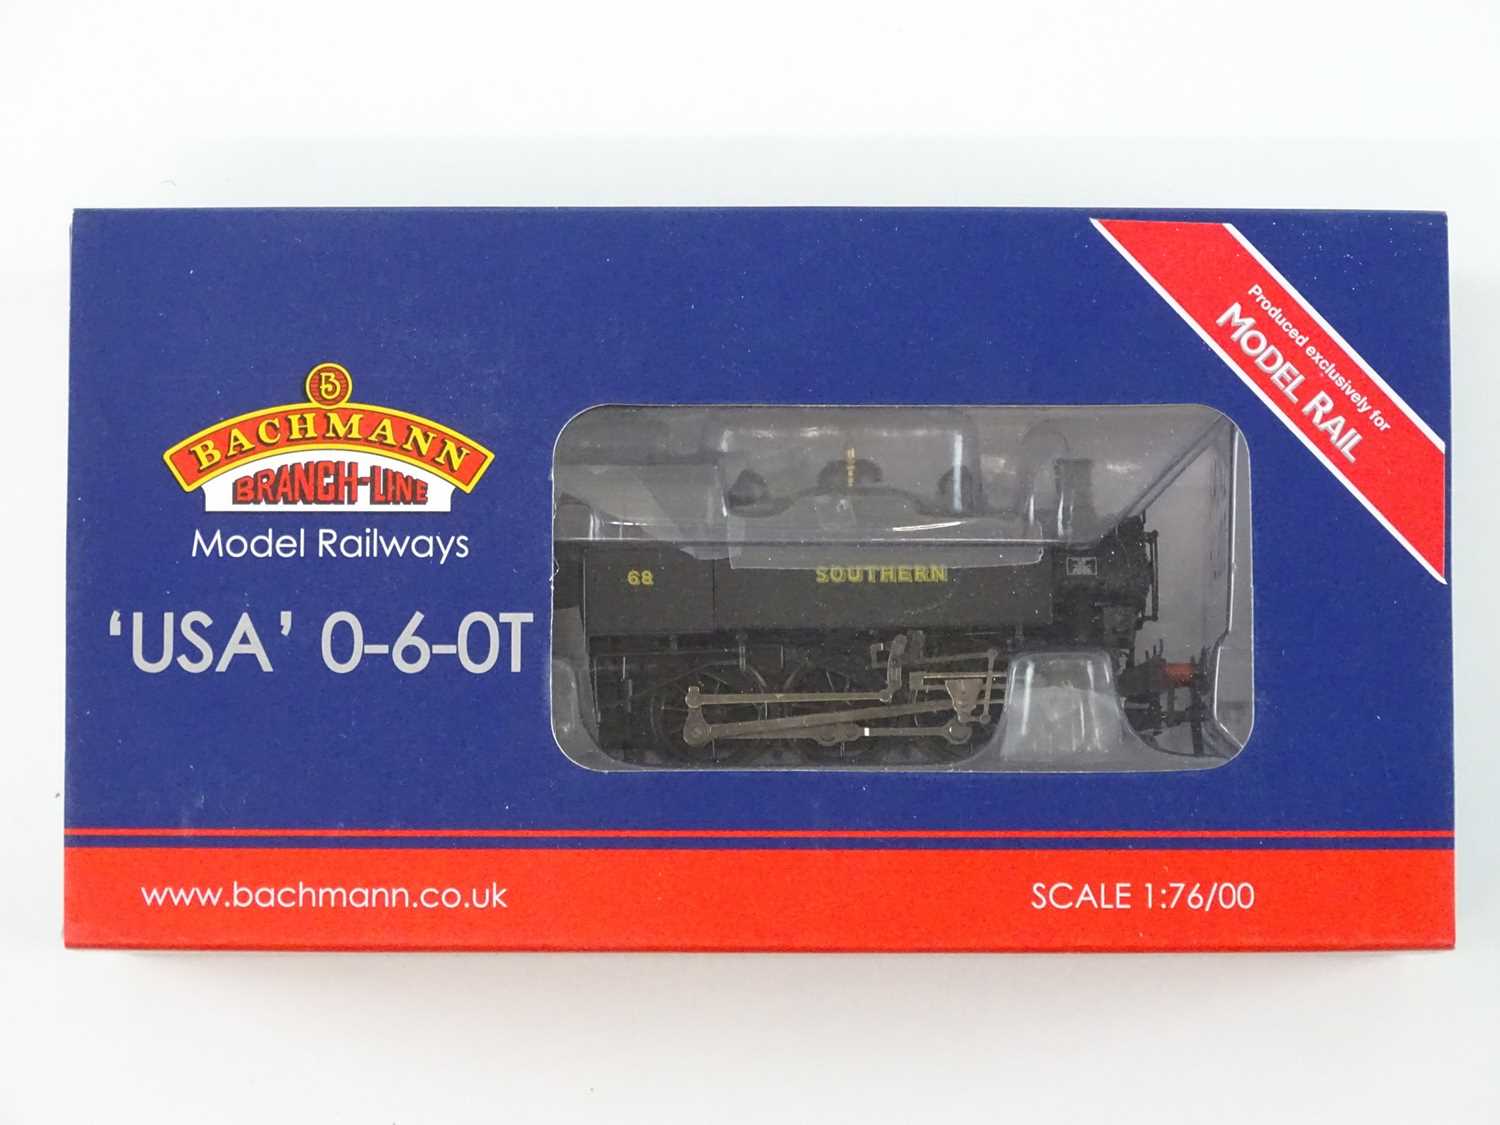 Produced exclusively for
MODEL RAIL
B
BACHMANN
BRANCH-LINE
Model Railways
'USA' 0-6-0T
68
SOUTHERN
www.bachmann.co.uk
SCALE 1:76/00